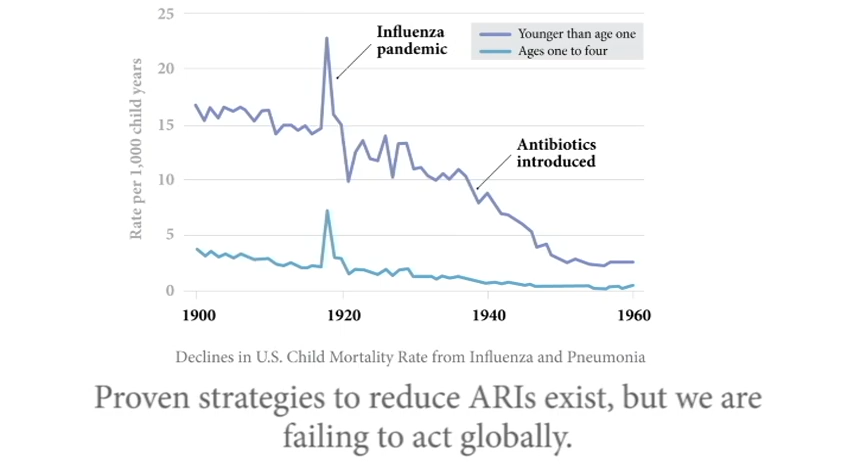 25
Influenza
pandemic
Younger than age one
Ages one to four
20
Rate per 1,000 child years
15
Antibiotics
introduced
10
5
0
1900
1920
1940
1960
Declines in U.S. Child Mortality Rate from Influenza and Pneumonia
Proven strategies to reduce ARIs exist, but we are
failing to act globally.